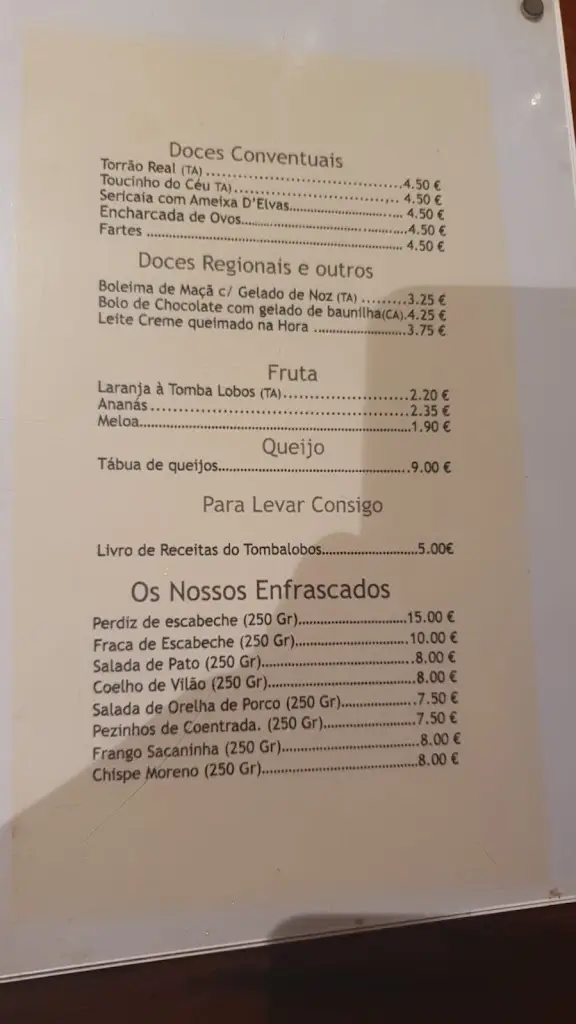 Doces Conventuais
Torrão Real (TA)......................................4.50 €
Toucinho do Céu TA)............................... 4.50 €
Sericaia com Ameixa D'Elvas........................ 4.50 €
Encharcada de Ovos..................................4.50 €
Fartes ................................................... 4.50 €
Doces Regionais e outros
Boleima de Maçã c/ Gelado de Noz (TA) .........3.25 €
Bolo de Chocolate com gelado de baunilha(CA).4.25 €
Leite Creme queimado na Hora ....................3.75 €
Fruta
Laranja à Tomba Lobos (TA)........................2.20 €
Ananás................................................2.35 €
Meloa.....................................................1.90 €
Queijo
Tábua de queijos........................................9.00 €
Para Levar Consigo
Livro de Receitas do Tombalobos....................5.00€
Os Nossos Enfrascados
Perdiz de escabeche (250 Gr).......................15.00 €
Fraca de Escabeche (250 Gr)........................10.00 €
Salada de Pato (250 Gr)...............................8.00 €
Coelho de Vilão (250 Gr)..............................8.00 €
Salada de Orelha de Porco (250 Gr)................7.50 €
Pezinhos de Coentrada. (250 Gr)...................7.50 €
Frango Sacaninha (250 Gr)...........................8.00 €
Chispe Moreno (250 Gr)...............................8.00 €